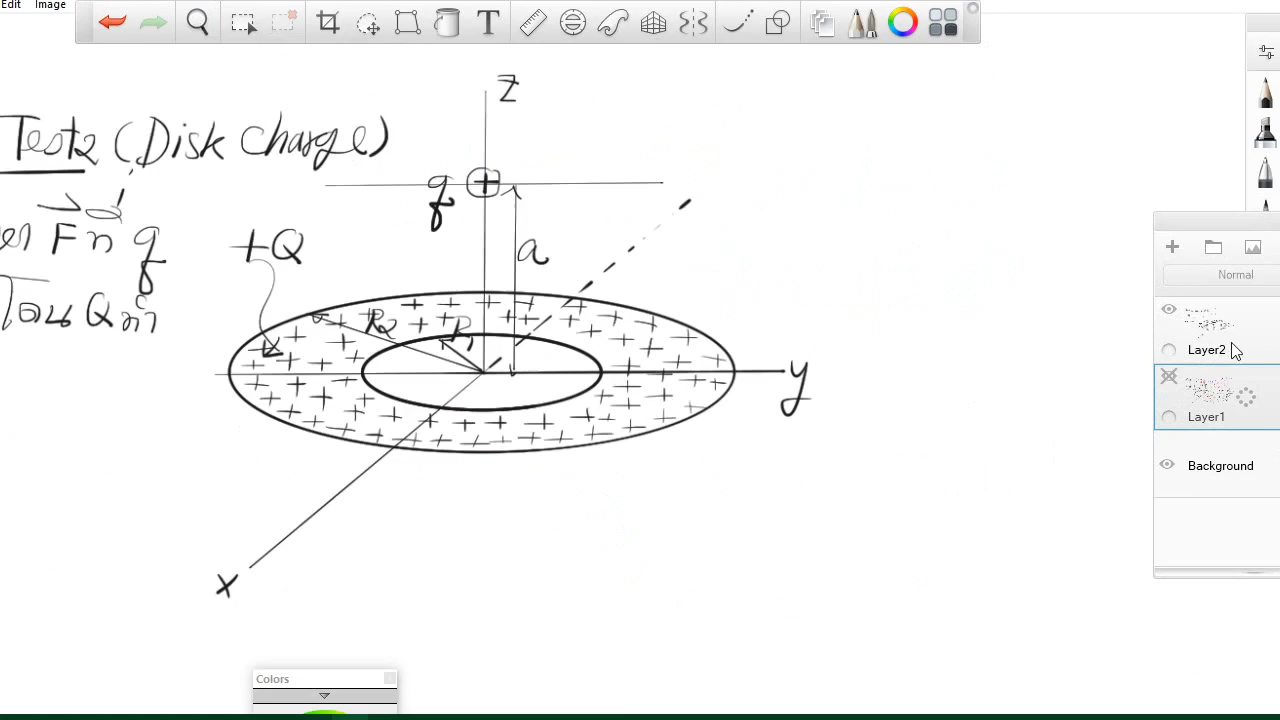 Edit Image
Z
Test2 (Disk Charge)
q +
a
F q
+Q
Q
R2 R1
y
x
Normal
Layer2
Layer1
Background
Colors